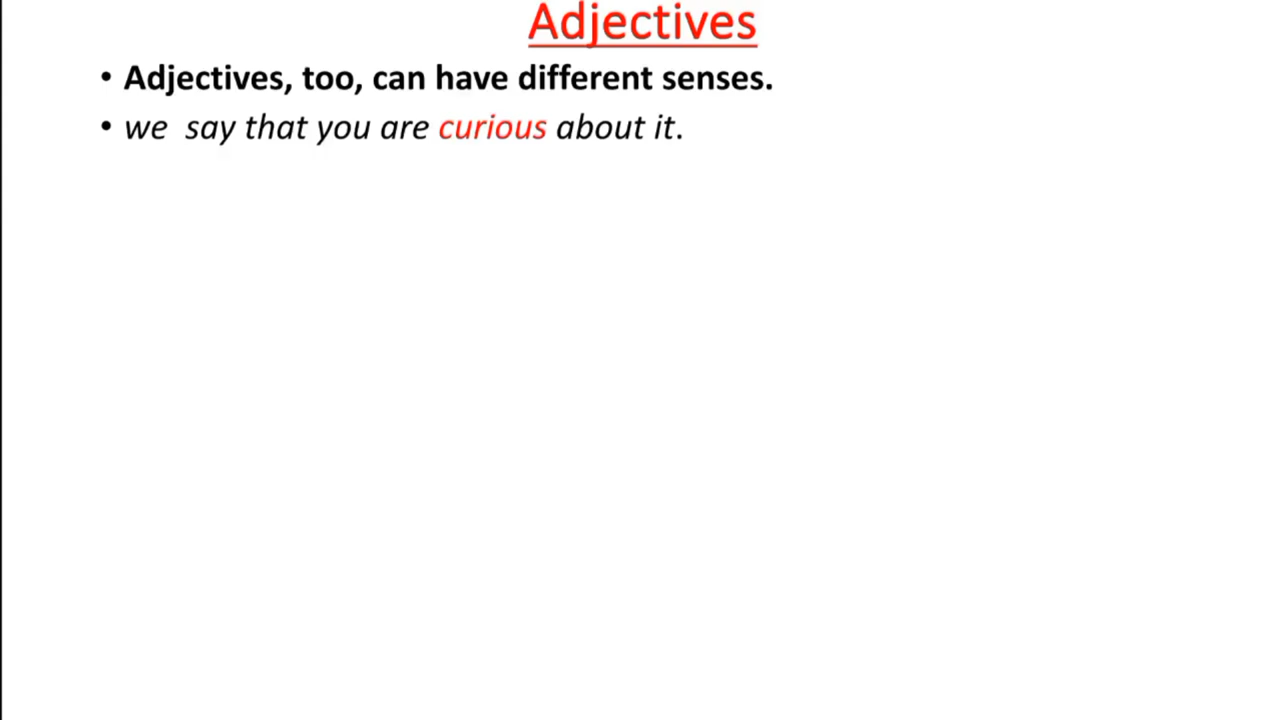 Adjectives
• Adjectives, too, can have different senses.
• we  say that you are curious about it.